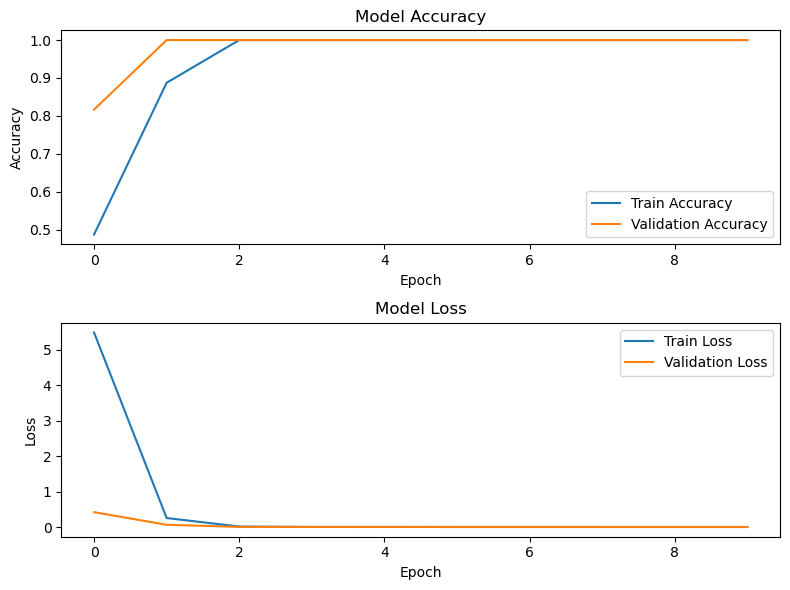 Model Accuracy
1.0
0.9
0.8
0.7
0.6
0.5
Accuracy
Train Accuracy
Validation Accuracy
0 2 4 6 8
Epoch
Model Loss
5
4
3
2
1
0
Loss
Train Loss
Validation Loss
0 2 4 6 8
Epoch